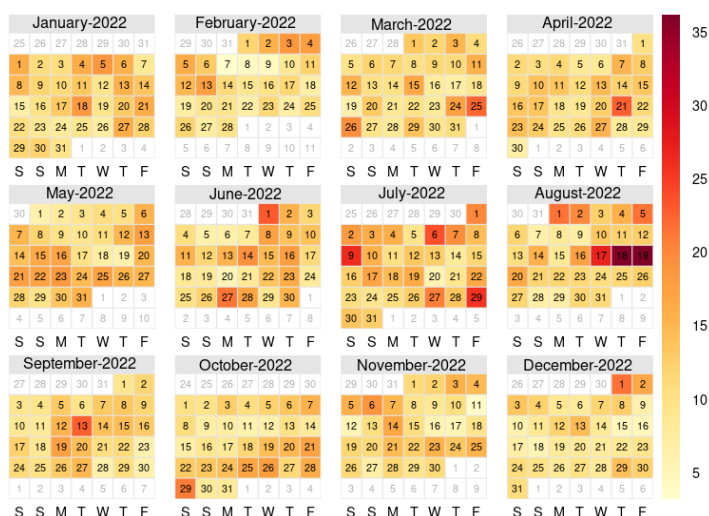 January-2022
25 26 27 28 29 30 31
1 2 3 4 5 6 7
8 9 10 11 12 13 14
15 16 17 18 19 20 21
22 23 24 25 26 27 28
29 30 31 1 2 3 4
S S M T W T F
February-2022
29 30 31 1 2 3 4
5 6 7 8 9 10 11
12 13 14 15 16 17 18
19 20 21 22 23 24 25
26 27 28 1 2 3 4
5 6 7 8 9 10 11
S S M T W T F
March-2022
26 27 28 1 2 3 4
5 6 7 8 9 10 11
12 13 14 15 16 17 18
19 20 21 22 23 24 25
26 27 28 29 30 31 1
2 3 4 5 6 7 8
S S M T W T F
April-2022
26 27 28 29 30 31 1
2 3 4 5 6 7 8
9 10 11 12 13 14 15
16 17 18 19 20 21 22
23 24 25 26 27 28 29
30 1 2 3 4 5 6
S S M T W T F
May-2022
30 1 2 3 4 5 6
7 8 9 10 11 12 13
14 15 16 17 18 19 20
21 22 23 24 25 26 27
28 29 30 31 1 2 3
4 5 6 7 8 9 10
S S M T W T F
June-2022
28 29 30 31 1 2 3
4 5 6 7 8 9 10
11 12 13 14 15 16 17
18 19 20 21 22 23 24
25 26 27 28 29 30 1
2 3 4 5 6 7 8
S S M T W T F
July-2022
25 26 27 28 29 30 1
2 3 4 5 6 7 8
9 10 11 12 13 14 15
16 17 18 19 20 21 22
23 24 25 26 27 28 29
30 31 1 2 3 4 5
S S M T W T F
August-2022
30 31 1 2 3 4 5
6 7 8 9 10 11 12
13 14 15 16 17 18 19
20 21 22 23 24 25 26
27 28 29 30 31 1 2
3 4 5 6 7 8 9
S S M T W T F
September-2022
27 28 29 30 31 1 2
3 4 5 6 7 8 9
10 11 12 13 14 15 16
17 18 19 20 21 22 23
24 25 26 27 28 29 30
1 2 3 4 5 6 7
S S M T W T F
October-2022
24 25 26 27 28 29 30
1 2 3 4 5 6 7
8 9 10 11 12 13 14
15 16 17 18 19 20 21
22 23 24 25 26 27 28
29 30 31 1 2 3 4
S S M T W T F
November-2022
29 30 31 1 2 3 4
5 6 7 8 9 10 11
12 13 14 15 16 17 18
19 20 21 22 23 24 25
26 27 28 29 30 1 2
3 4 5 6 7 8 9
S S M T W T F
December-2022
26 27 28 29 30 1 2
3 4 5 6 7 8 9
10 11 12 13 14 15 16
17 18 19 20 21 22 23
24 25 26 27 28 29 30
31 1 2 3 4 5 6
S S M T W T F
35
30
25
20
15
10
5